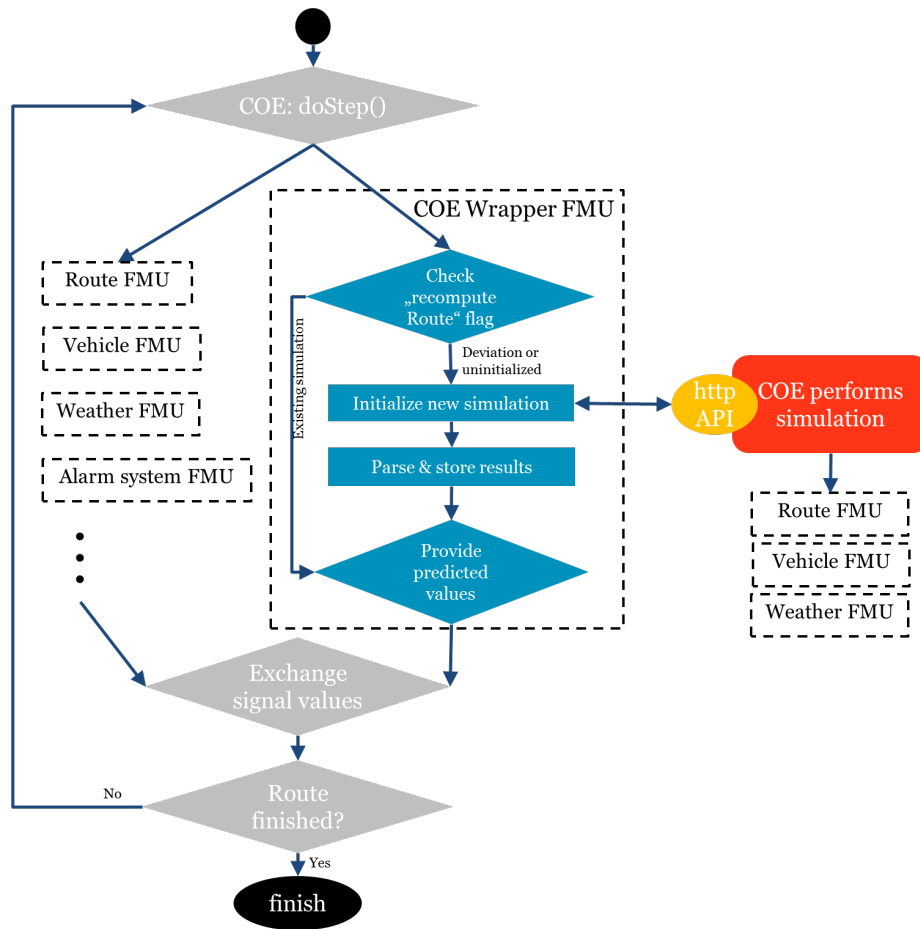 COE: doStep()
COE Wrapper FMU
Route FMU
Vehicle FMU
Weather FMU
Alarm system FMU
Check
„recompute
Route“ flag
Existing simulation
Deviation or
uninitialized
Initialize new simulation
Parse & store results
Provide
predicted
values
http
API
COE performs
simulation
Route FMU
Vehicle FMU
Weather FMU
Exchange
signal values
Route
finished?
No
Yes
finish